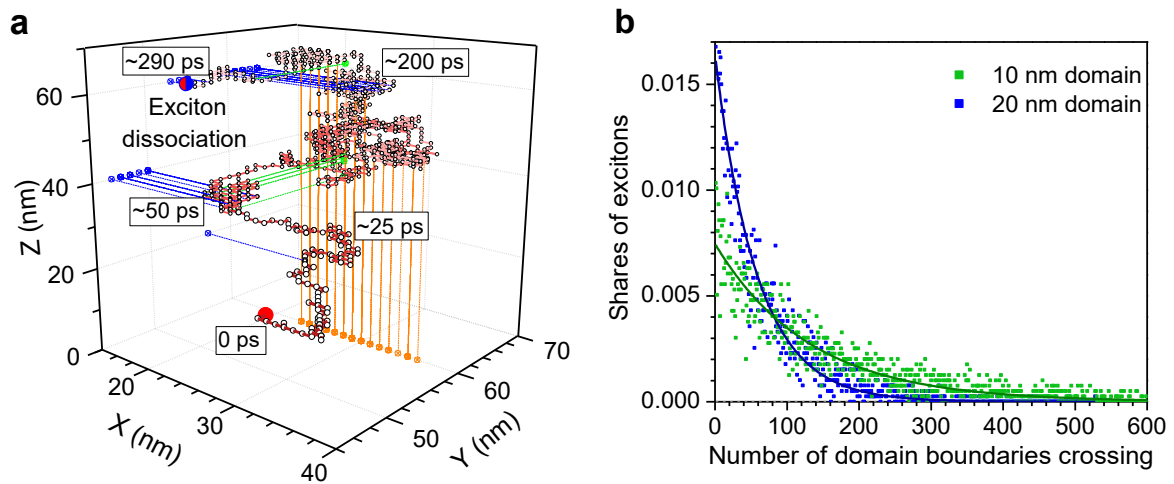 a
~290 ps
~200 ps
Exciton
dissociation
~50 ps
~25 ps
0 ps
60
40
20
0
Z (nm)
20
30
40
X (nm)
50
60
70
Y (nm)
b
10 nm domain
20 nm domain
0.015
0.010
0.005
0.000
Shares of excitons
0 100 200 300 400 500 600
Number of domain boundaries crossing